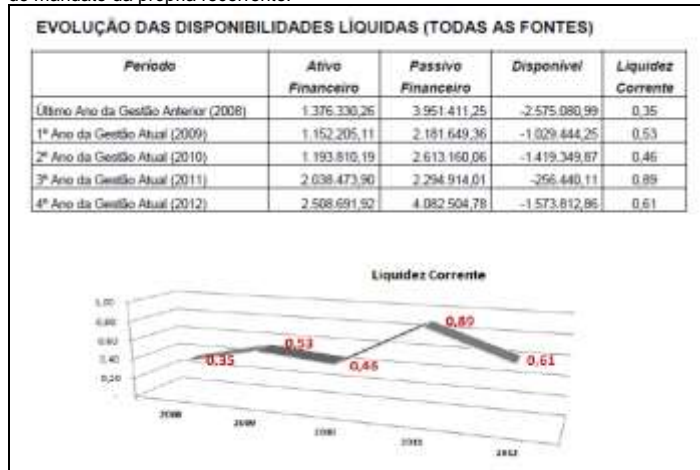 do mandato da própria recorrente.
EVOLUÇÃO DAS DISPONIBILIDADES LÍQUIDAS (TODAS AS FONTES)
Período Ativo Financeiro Passivo Financeiro Disponível Liquidez Corrente
Último Ano da Gestão Anterior (2008) 1.376.330,26 3.951.411,25 -2.575.080,99 0,35
1º Ano da Gestão Atual (2009) 1.152.205,11 2.181.649,36 -1.029.444,25 0,53
2º Ano da Gestão Atual (2010) 1.193.810,19 2.613.160,06 -1.419.349,87 0,46
3º Ano da Gestão Atual (2011) 2.038.473,90 2.294.914,01 -256.440,11 0,89
4º Ano da Gestão Atual (2012) 2.508.691,92 4.082.504,78 -1.573.812,86 0,61
Liquidez Corrente
1,00
0,80
0,60
0,40
0,20
-
0,35
0,53
0,46
0,89
0,61
2008
2009
2010
2011
2012